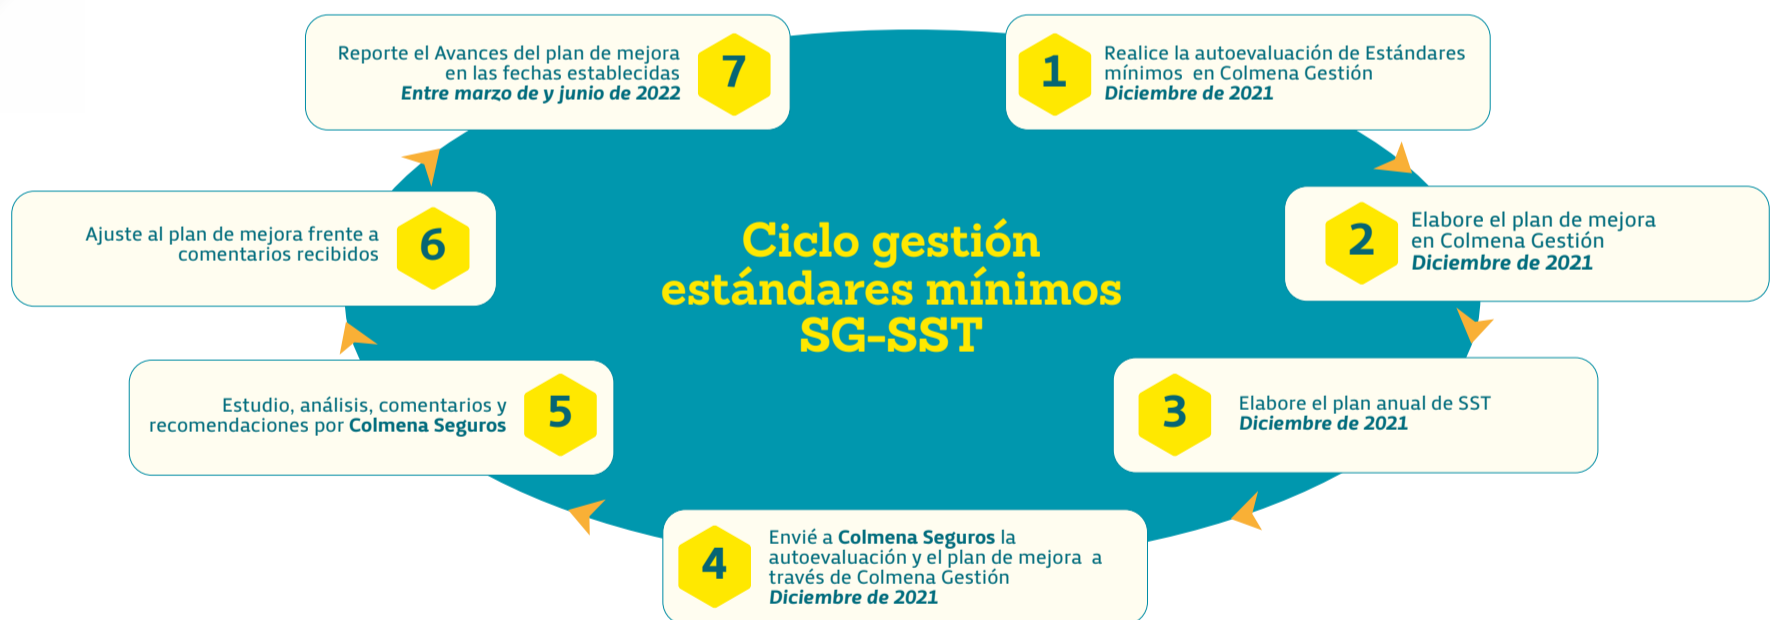 Ciclo gestión
estándares mínimos
SG-SST
1
Realice la autoevaluación de Estándares
mínimos en Colmena Gestión
Diciembre de 2021
2
Elabore el plan de mejora
en Colmena Gestión
Diciembre de 2021
3
Elabore el plan anual de SST
Diciembre de 2021
4
Envié a Colmena Seguros la
autoevaluación y el plan de mejora a
través de Colmena Gestión
Diciembre de 2021
5
Estudio, análisis, comentarios y
recomendaciones por Colmena Seguros
6
Ajuste al plan de mejora frente a
comentarios recibidos
7
Reporte el Avances del plan de mejora
en las fechas establecidas
Entre marzo de y junio de 2022